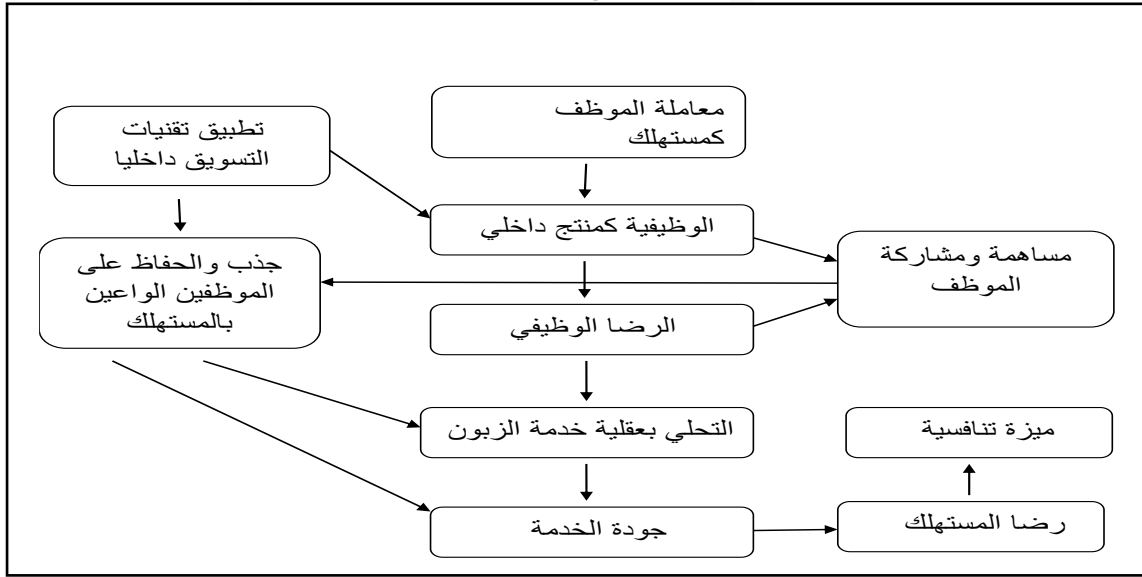 معاملة الموظف
كمستهلك
تطبيق تقنيات
التسويق داخليا
الوظيفية كمنتج داخلي
مساهمة ومشاركة
الموظف
جذب والحفاظ على
الموظفين الواعين
بالمستهلك
الرضا الوظيفي
التحلي بعقلية خدمة الزبون
ميزة تنافسية
جودة الخدمة
رضا المستهلك